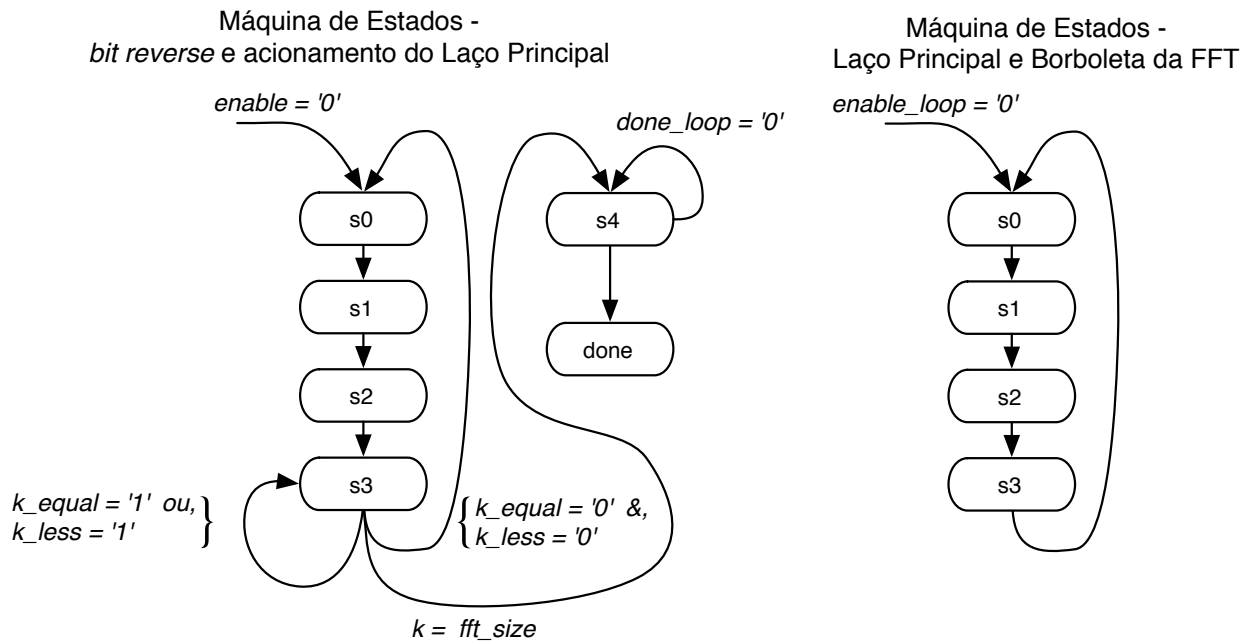 Máquina de Estados -
bit reverse e acionamento do Laço Principal
enable = '0'
done_loop = '0'
s0
s1
s2
s3
s4
done
k_equal = '1' ou,
k_less = '1'
k_equal = '0' &,
k_less = '0'
k = fft_size
Máquina de Estados -
Laço Principal e Borboleta da FFT
enable_loop = '0'
s0
s1
s2
s3